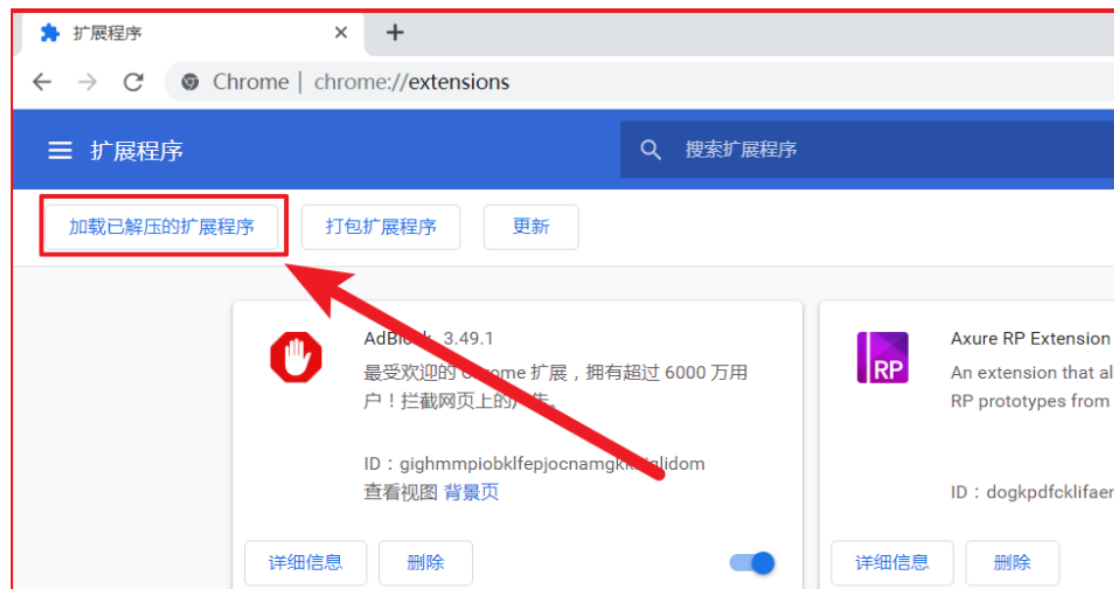 扩展程序
Chrome | chrome://extensions
扩展程序
搜索扩展程序
加载已解压的扩展程序 打包扩展程序 更新
AdBlock 3.49.1
最受欢迎的 Chrome 扩展，拥有超过 6000 万用
户！拦截网页上的广告。
ID：
查看视图 背景页
详细信息 删除
RP
Axure RP Extension
An extension that al
RP prototypes from
ID：dogkpdfcklifaer
详细信息 删除